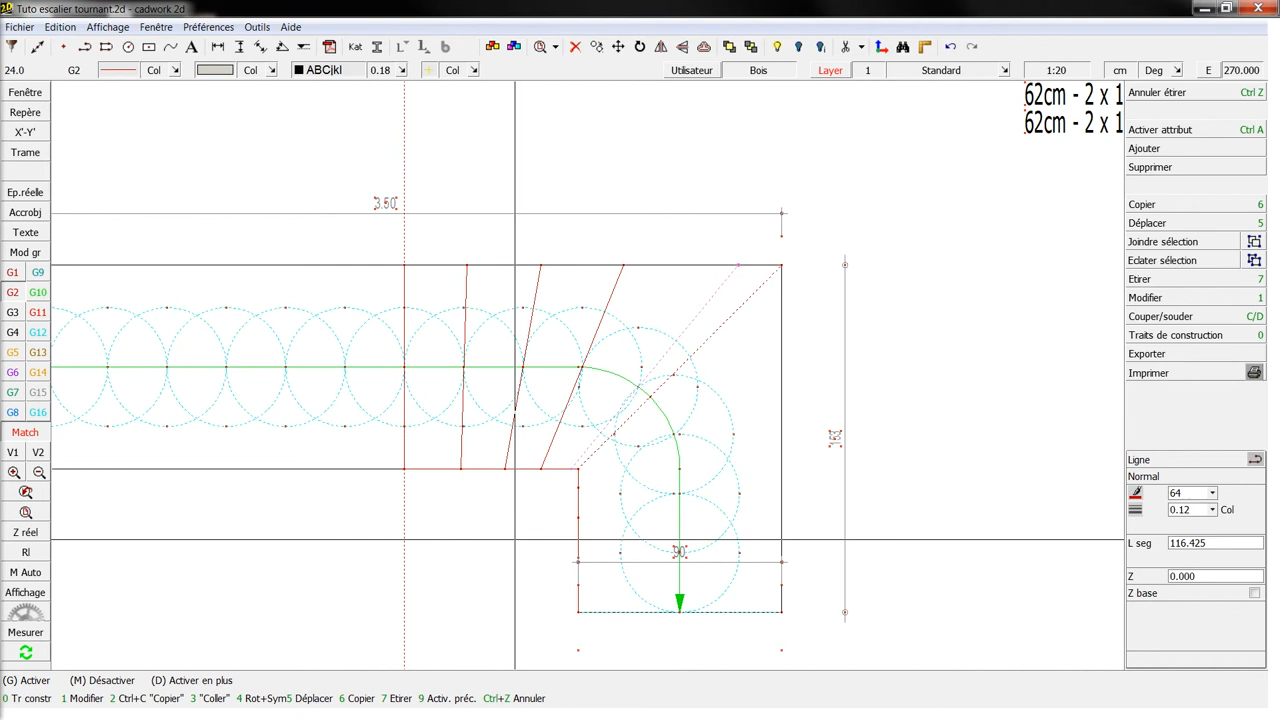 Tuto escalier tournant.2d - cadwork 2d
Fichier Edition Affichage Fenêtre Préférences Outils Aide
Kat
24.0 G2 Col Col ABC|kl 0.18 Col Utilisateur Bois Layer 1 Standard 1:20 cm Deg E 270.000
Fenêtre
Repère
X'-Y'
Trame
Ep.réelle
Accrobj
Texte
Mod gr
G1 G9
G2 G10
G3 G11
G4 G12
G5 G13
G6 G14
G7 G15
G8 G16
Match
V1 V2
Z réel
RI
M Auto
Affichage
Mesurer
62cm - 2 x 1
62cm - 2 x 1
3.50
90
Annuler étirer Ctrl Z
Activer attribut Ctrl A
Ajouter
Supprimer
Copier 6
Déplacer 5
Joindre sélection
Eclater sélection
Etirer 7
Modifier 1
Couper/souder C/D
Traits de construction 0
Exporter
Imprimer
Ligne
Normal
64
0.12 Col
L seg 116.425
Z 0.000
Z base
(G) Activer (M) Désactiver (D) Activer en plus
0 Tr constr 1 Modifier 2 Ctrl+C "Copier" 3 "Coller" 4 Rot+Sym5 Déplacer 6 Copier 7 Etirer 9 Activ. préc. Ctrl+Z Annuler